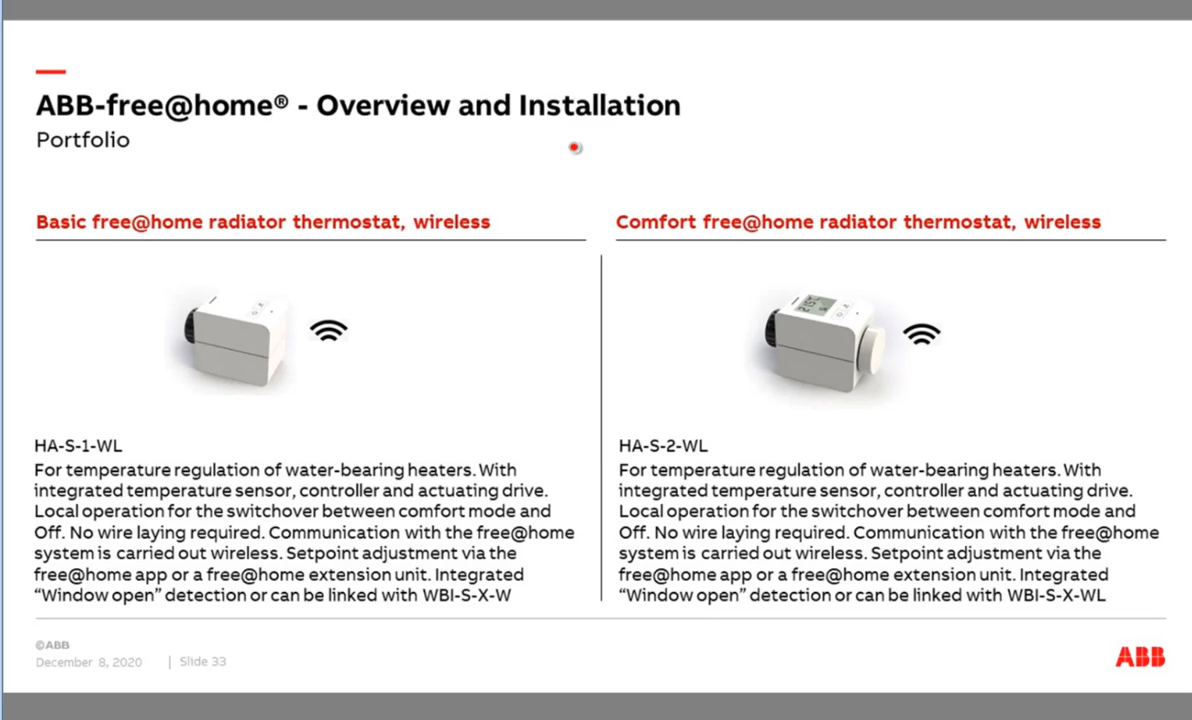 ABB-free@home® - Overview and Installation
Portfolio
Basic free@home radiator thermostat, wireless
HA-S-1-WL
For temperature regulation of water-bearing heaters. With
integrated temperature sensor, controller and actuating drive.
Local operation for the switchover between comfort mode and
Off. No wire laying required. Communication with the free@home
system is carried out wireless. Setpoint adjustment via the
free@home app or a free@home extension unit. Integrated
“Window open” detection or can be linked with WBI-S-X-W
Comfort free@home radiator thermostat, wireless
HA-S-2-WL
For temperature regulation of water-bearing heaters. With
integrated temperature sensor, controller and actuating drive.
Local operation for the switchover between comfort mode and
Off. No wire laying required. Communication with the free@home
system is carried out wireless. Setpoint adjustment via the
free@home app or a free@home extension unit. Integrated
“Window open” detection or can be linked with WBI-S-X-WL
©ABB
December 8, 2020 | Slide 33
ABB